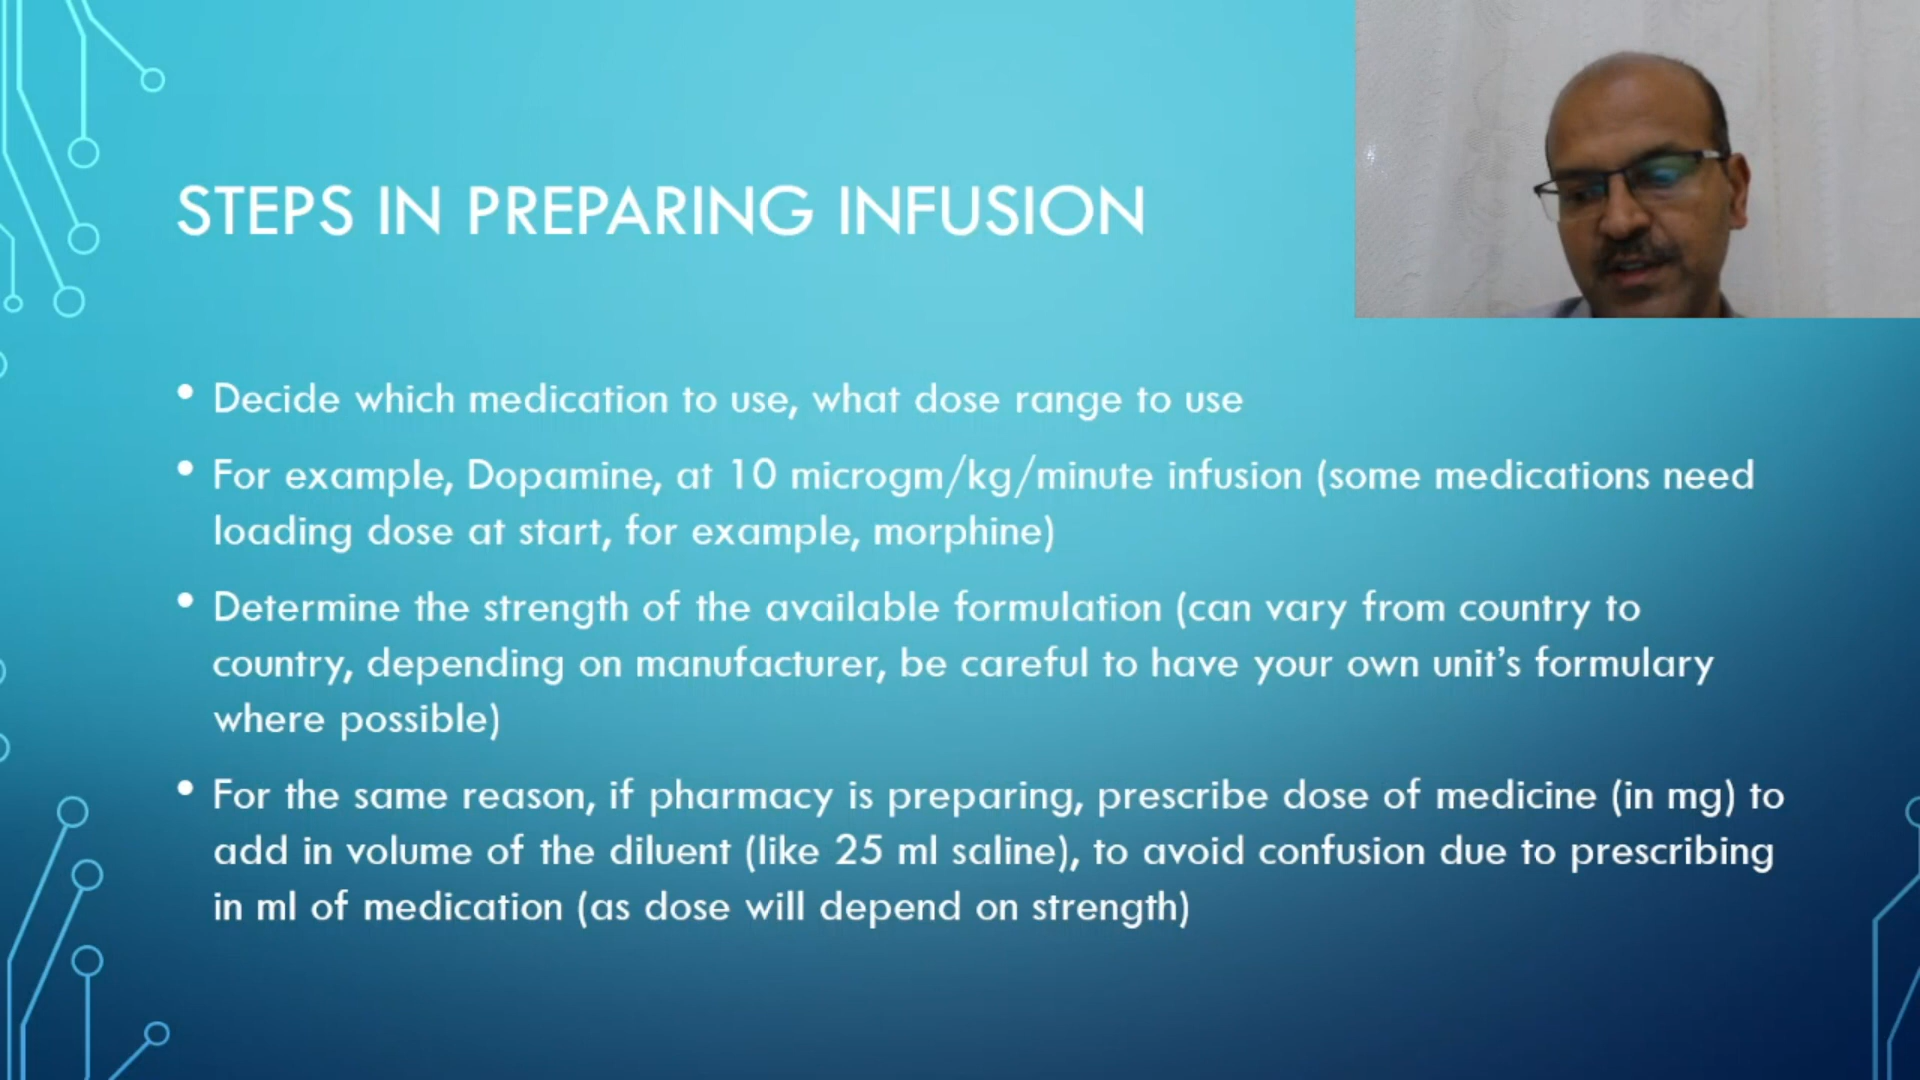 STEPS IN PREPARING INFUSION
• Decide which medication to use, what dose range to use
• For example, Dopamine, at 10 microgm/kg/minute infusion (some medications need
loading dose at start, for example, morphine)
• Determine the strength of the available formulation (can vary from country to
country, depending on manufacturer, be careful to have your own unit’s formulary
where possible)
• For the same reason, if pharmacy is preparing, prescribe dose of medicine (in mg) to
add in volume of the diluent (like 25 ml saline), to avoid confusion due to prescribing
in ml of medication (as dose will depend on strength)